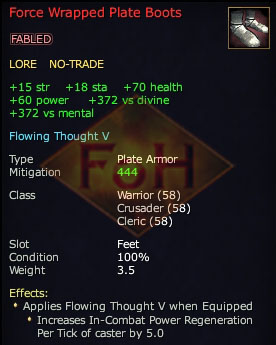 Force Wrapped Plate Boots
FABLED
LORE NO-TRADE
+15 str +18 sta +70 health
+60 power +372 vs divine
+372 vs mental
Flowing Thought V
Type Plate Armor
Mitigation 444
Class Warrior (58)
Crusader (58)
Cleric (58)
Slot Feet
Condition 100%
Weight 3.5
Effects:
• Applies Flowing Thought V when Equipped
• Increases In-Combat Power Regeneration
Per Tick of caster by 5.0
FoH